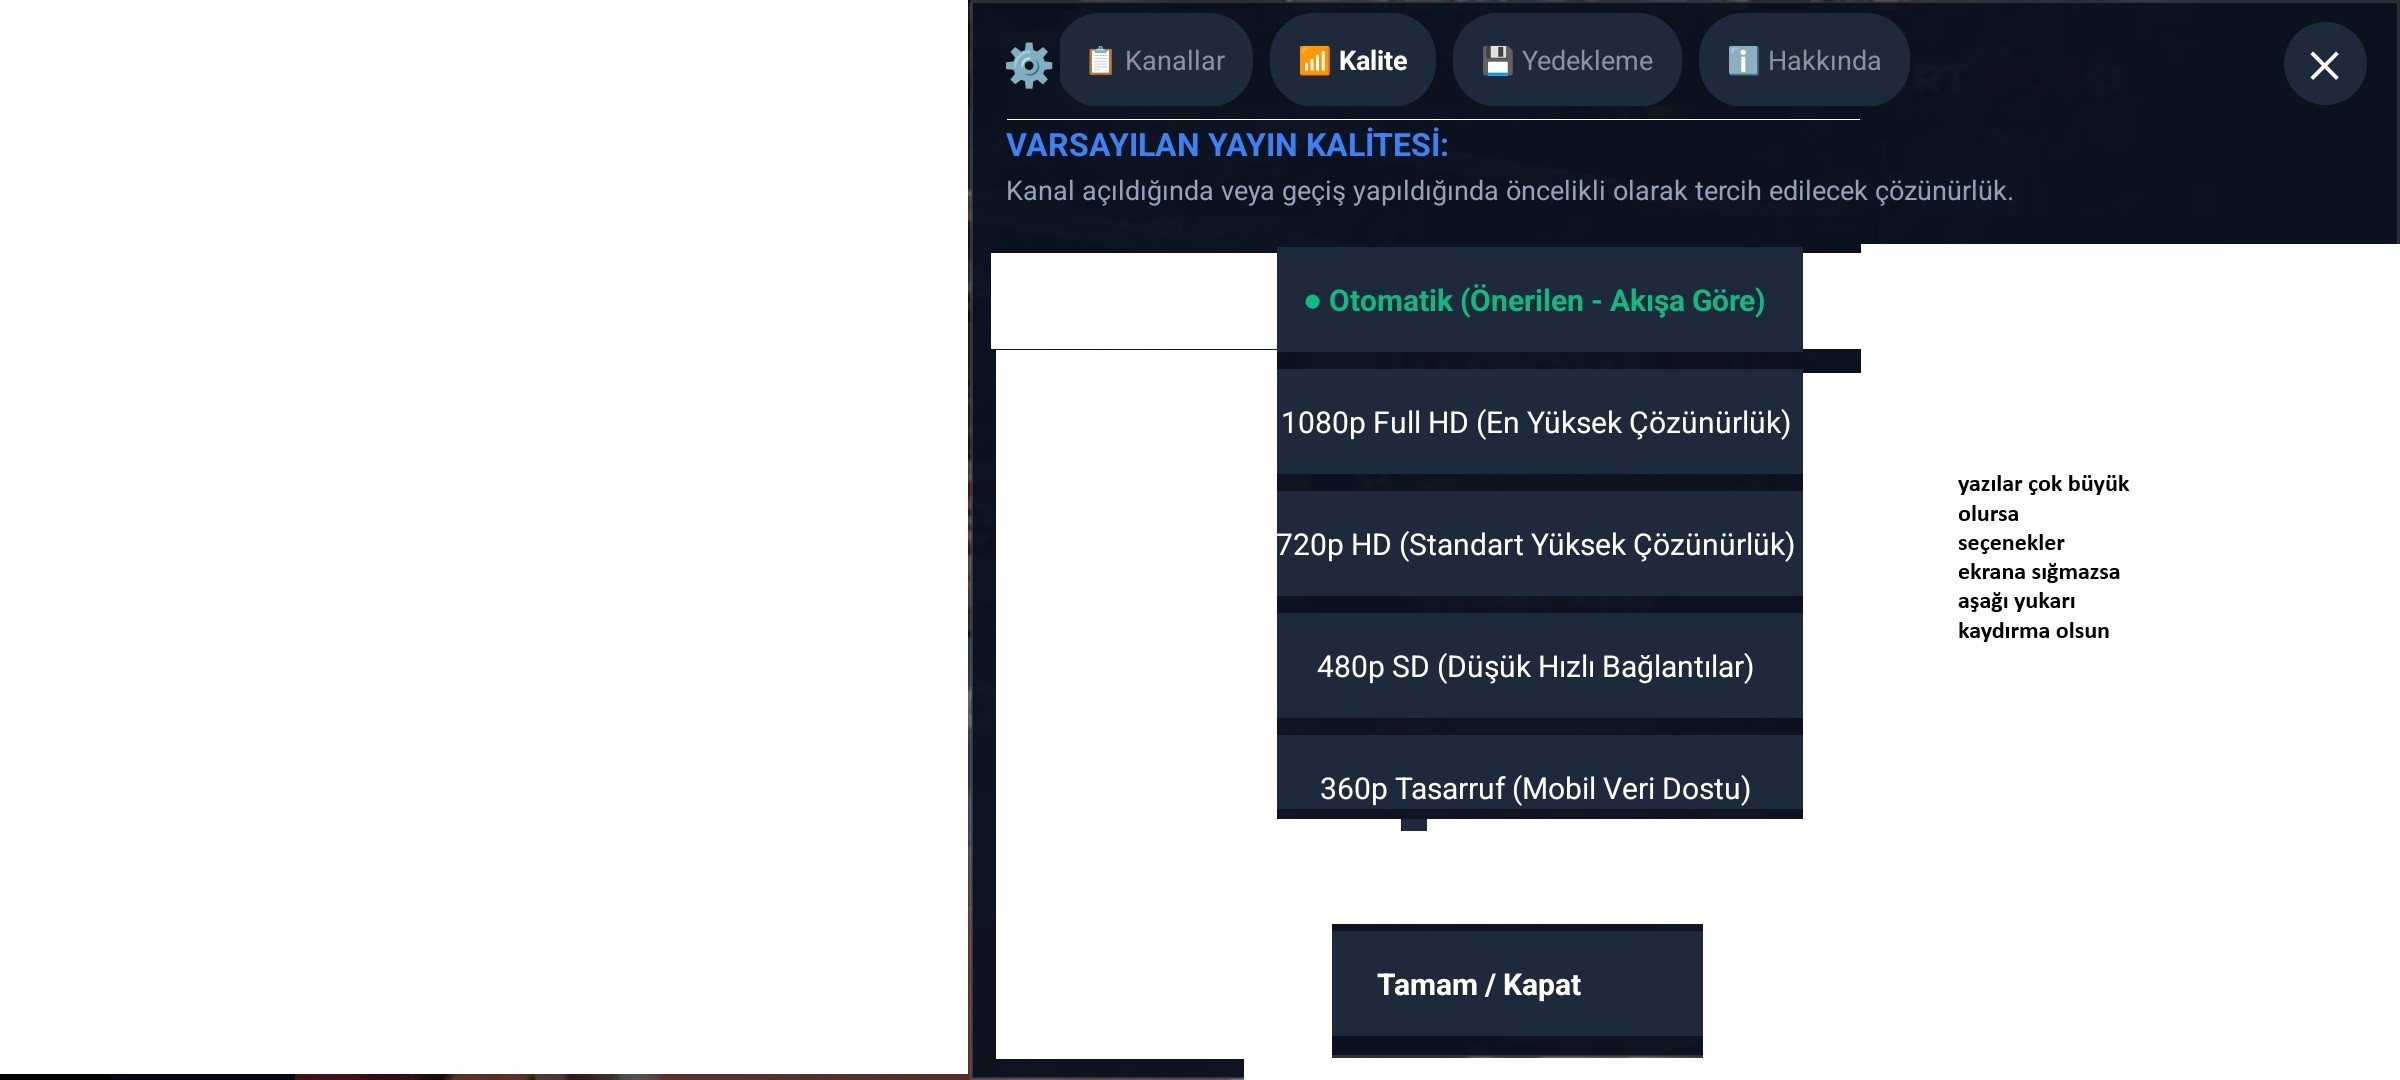 📋 Kanallar 📶 Kalite 💾 Yedekleme ℹ️ Hakkında
VARSAYILAN YAYIN KALİTESİ:
Kanal açıldığında veya geçiş yapıldığında öncelikli olarak tercih edilecek çözünürlük.
● Otomatik (Önerilen - Akışa Göre)
1080p Full HD (En Yüksek Çözünürlük)
720p HD (Standart Yüksek Çözünürlük)
480p SD (Düşük Hızlı Bağlantılar)
360p Tasarruf (Mobil Veri Dostu)
Tamam / Kapat
yazılar çok büyük
olursa
seçenekler
ekrana sığmazsa
aşağı yukarı
kaydırma olsun